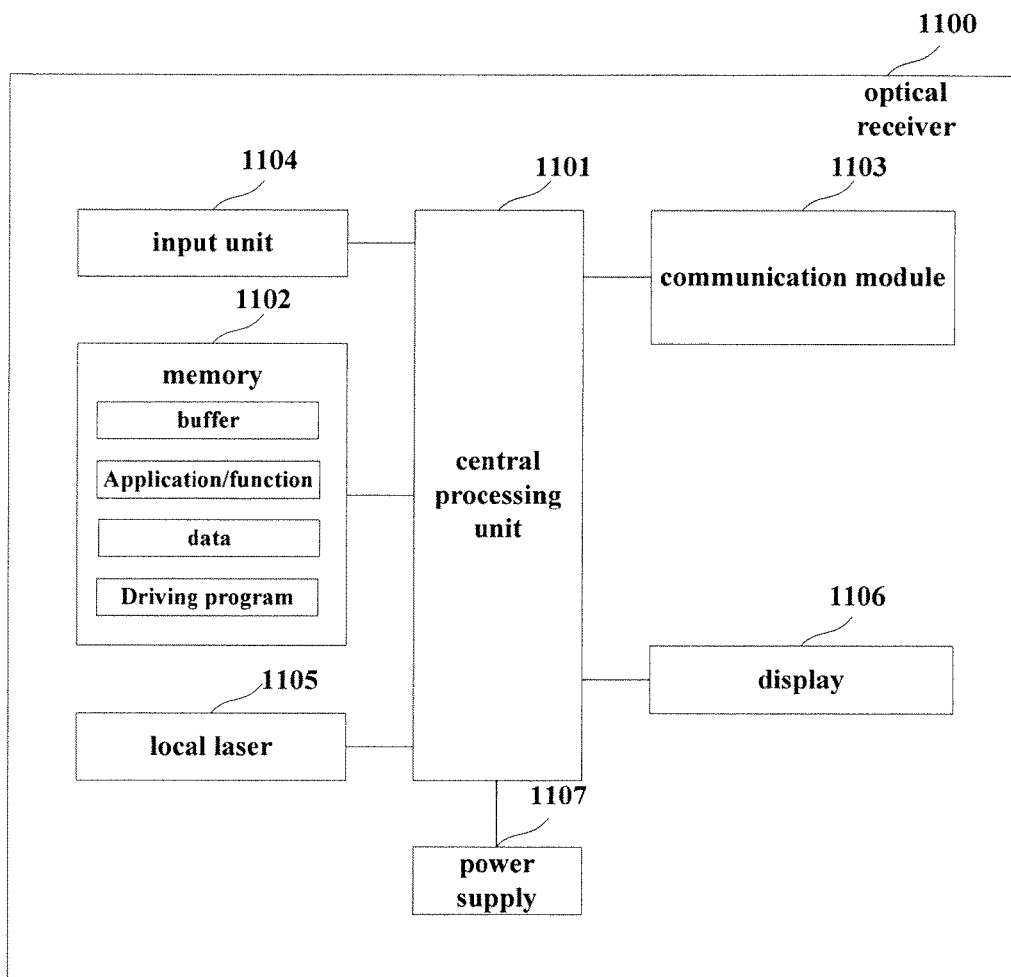 1100
optical
receiver
1104
1101
1103
input unit
communication module
1102
memory
buffer
Application/function
data
Driving program
central
processing
unit
1106
display
1105
local laser
1107
power
supply